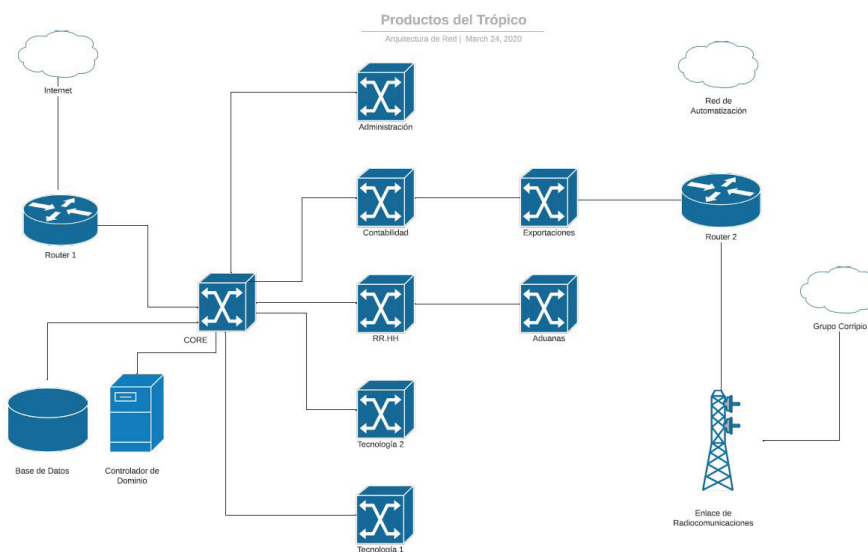 Productos del Trópico
Arquitectura de Red | March 24, 2020
Internet
Administración
Red de
Automatización
Router 1
Contabilidad
Exportaciones
Router 2
CORE
RR.HH
Aduanas
Grupo Corripio
Base de Datos
Controlador de
Dominio
Tecnología 2
Enlace de
Radiocomunicaciones
Tecnología 1